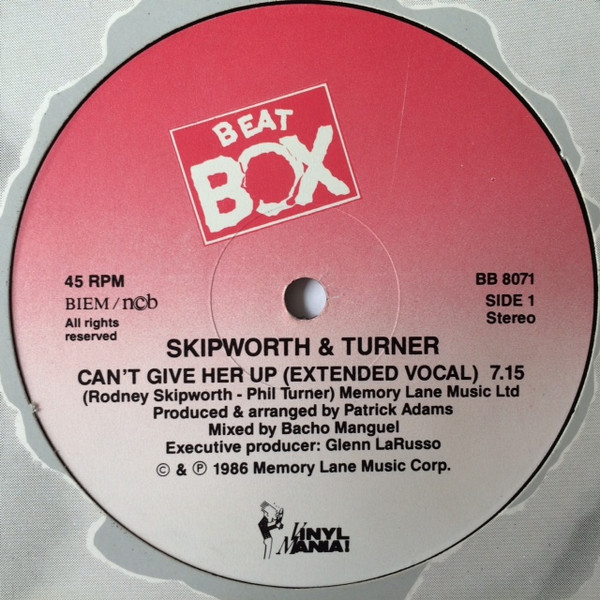 BEAT
BOX
45 RPM
BIEM/ncb
All rights
reserved
BB 8071
SIDE 1
Stereo
SKIPWORTH & TURNER
CAN'T GIVE HER UP (EXTENDED VOCAL) 7.15
(Rodney Skipworth - Phil Turner) Memory Lane Music Ltd
Produced & arranged by Patrick Adams
Mixed by Bacho Manguel
Executive producer: Glenn LaRusso
© & ℗ 1986 Memory Lane Music Corp.
VINYL
MANIA!